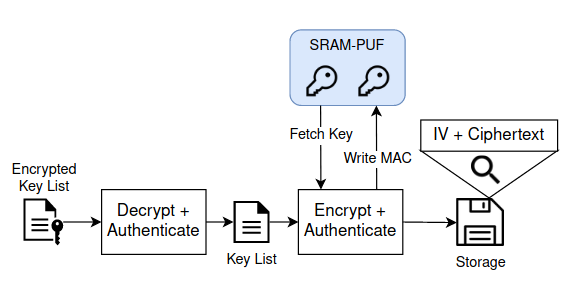 SRAM-PUF
Fetch Key
Write MAC
IV + Ciphertext
Encrypted
Key List
Decrypt +
Authenticate
Key List
Encrypt +
Authenticate
Storage